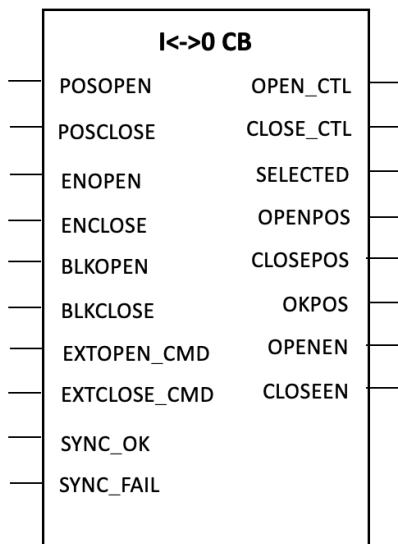 I<->0 CB
POSOPEN OPEN_CTL
POSCLOSE CLOSE_CTL
ENOPEN SELECTED
ENCLOSE OPENPOS
BLKOPEN CLOSEPOS
BLKCLOSE OKPOS
EXTOPEN_CMD OPENEN
EXTCLOSE_CMD CLOSEEN
SYNC_OK
SYNC_FAIL